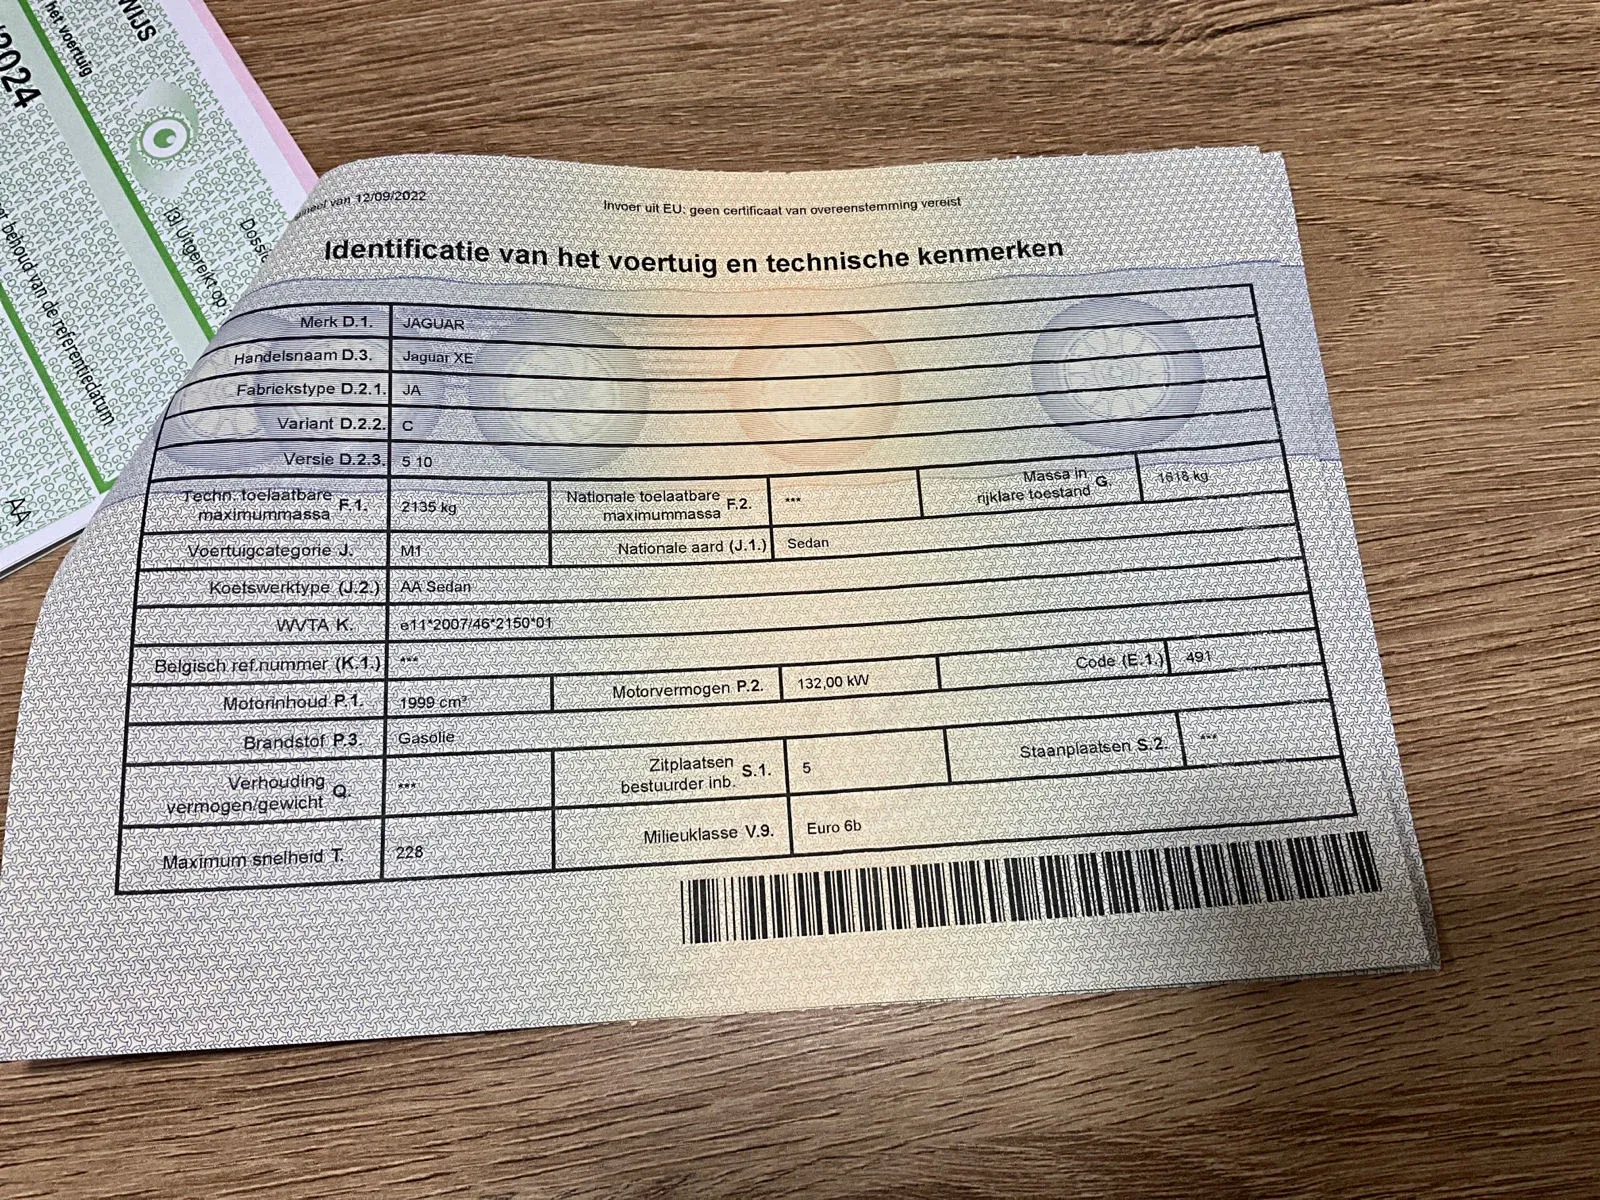 WIJS
het voertuig
2024
Dossie
(3) uitgereikt op
et behoud van de referentiedatum
AA
van 12/09/2022
Invoer uit EU: geen certificaat van overeenstemming vereist
Identificatie van het voertuig en technische kenmerken
Merk D.1. JAGUAR
Handelsnaam D.3. Jaguar XE
Fabriekstype D.2.1. JA
Variant D.2.2. C
Versie D.2.3. 5 10
Techn. toelaatbare maximummassa F.1. 2135 kg Nationale toelaatbare maximummassa F.2. *** Massa in rijklare toestand G. 1618 kg
Voertuigcategorie J. M1 Nationale aard (J.1.) Sedan
Koetswerktype (J.2.) AA Sedan
WVTA K. e11*2007/46*2150*01
Belgisch ref.nummer (K.1.) ***
Motorinhoud P.1. 1999 cm³ Motorvermogen P.2. 132,00 kW Code (E.1.) 491
Brandstof P.3. Gasolie
Verhouding vermogen/gewicht Q. *** Zitplaatsen bestuurder inb. S.1. 5 Staanplaatsen S.2. ***
Maximum snelheid T. 228 Milieuklasse V.9. Euro 6b